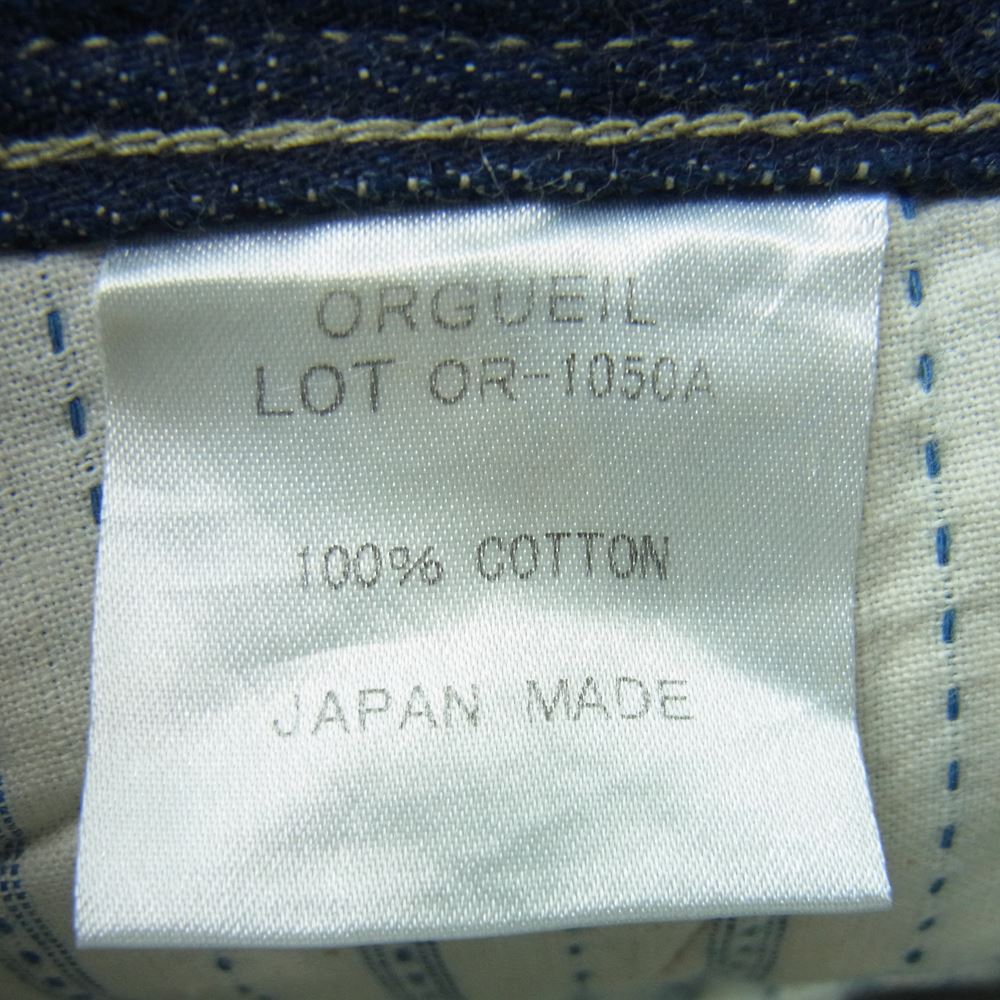 ORGUEIL
LOT OR-1050A
100% COTTON
JAPAN MADE